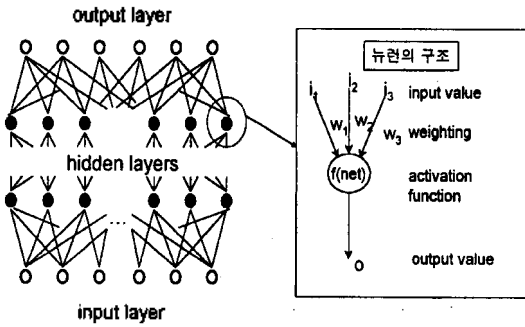 output layer
hidden layers
input layer
뉴런의 구조
i1 i2 i3 input value
w1 w2 w3 weighting
f(net) activation
function
o output value